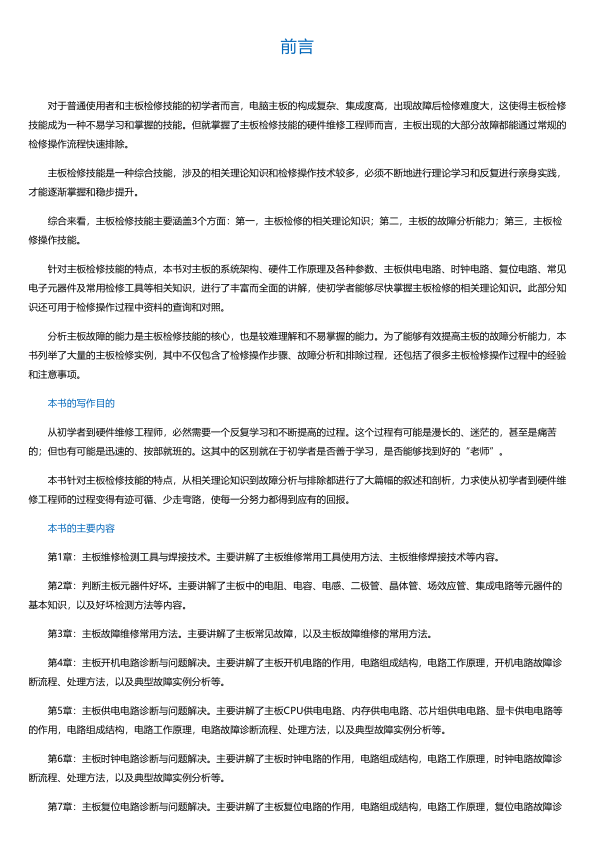 前言
对于普通使用者和主板检修技能的初学者而言，电脑主板的构成复杂、集成度高，出现故障后检修难度大，这使得主板检修
技能成为一种不易学习和掌握的技能。但就掌握了主板检修技能的硬件维修工程师而言，主板出现的大部分故障都能通过常规的
检修操作流程快速排除。
主板检修技能是一种综合技能，涉及的相关理论知识和检修操作技术较多，必须不断地进行理论学习和反复进行亲身实践，
才能逐渐掌握和稳步提升。
综合来看，主板检修技能主要涵盖3个方面：第一，主板检修的相关理论知识；第二，主板的故障分析能力；第三，主板检
修操作技能。
针对主板检修技能的特点，本书对主板的系统架构、硬件工作原理及各种参数、主板供电电路、时钟电路、复位电路、常见
电子元器件及常用检修工具等相关知识，进行了丰富而全面的讲解，使初学者能够尽快掌握主板检修的相关理论知识。此部分知
识还可用于检修操作过程中资料的查询和对照。
分析主板故障的能力是主板检修技能的核心，也是较难理解和不易掌握的能力。为了能够有效提高主板的故障分析能力，本
书列举了大量的主板检修实例，其中不仅包含了检修操作步骤、故障分析和排除过程，还包括了很多主板检修操作过程中的经验
和注意事项。
本书的写作目的
从初学者到硬件维修工程师，必然需要一个反复学习和不断提高的过程。这个过程有可能是漫长的、迷茫的，甚至是痛苦
的；但也有可能是迅速的、按部就班的。这其中的区别就在于初学者是否善于学习，是否能够找到好的“老师”。
本书针对主板检修技能的特点，从相关理论知识到故障分析与排除都进行了大篇幅的叙述和剖析，力求使从初学者到硬件维
修工程师的过程变得有迹可循、少走弯路，使每一分努力都得到应有的回报。
本书的主要内容
第1章：主板维修检测工具与焊接技术。主要讲解了主板维修常用工具使用方法、主板维修焊接技术等内容。
第2章：判断主板元器件好坏。主要讲解了主板中的电阻、电容、电感、二极管、晶体管、场效应管、集成电路等元器件的
基本知识，以及好坏检测方法等内容。
第3章：主板故障维修常用方法。主要讲解了主板常见故障，以及主板故障维修的常用方法。
第4章：主板开机电路诊断与问题解决。主要讲解了主板开机电路的作用，电路组成结构，电路工作原理，开机电路故障诊
断流程、处理方法，以及典型故障实例分析等。
第5章：主板供电电路诊断与问题解决。主要讲解了主板CPU供电电路、内存供电电路、芯片组供电电路、显卡供电电路等
的作用，电路组成结构，电路工作原理，电路故障诊断流程、处理方法，以及典型故障实例分析等。
第6章：主板时钟电路诊断与问题解决。主要讲解了主板时钟电路的作用，电路组成结构，电路工作原理，时钟电路故障诊
断流程、处理方法，以及典型故障实例分析等。
第7章：主板复位电路诊断与问题解决。主要讲解了主板复位电路的作用，电路组成结构，电路工作原理，复位电路故障诊